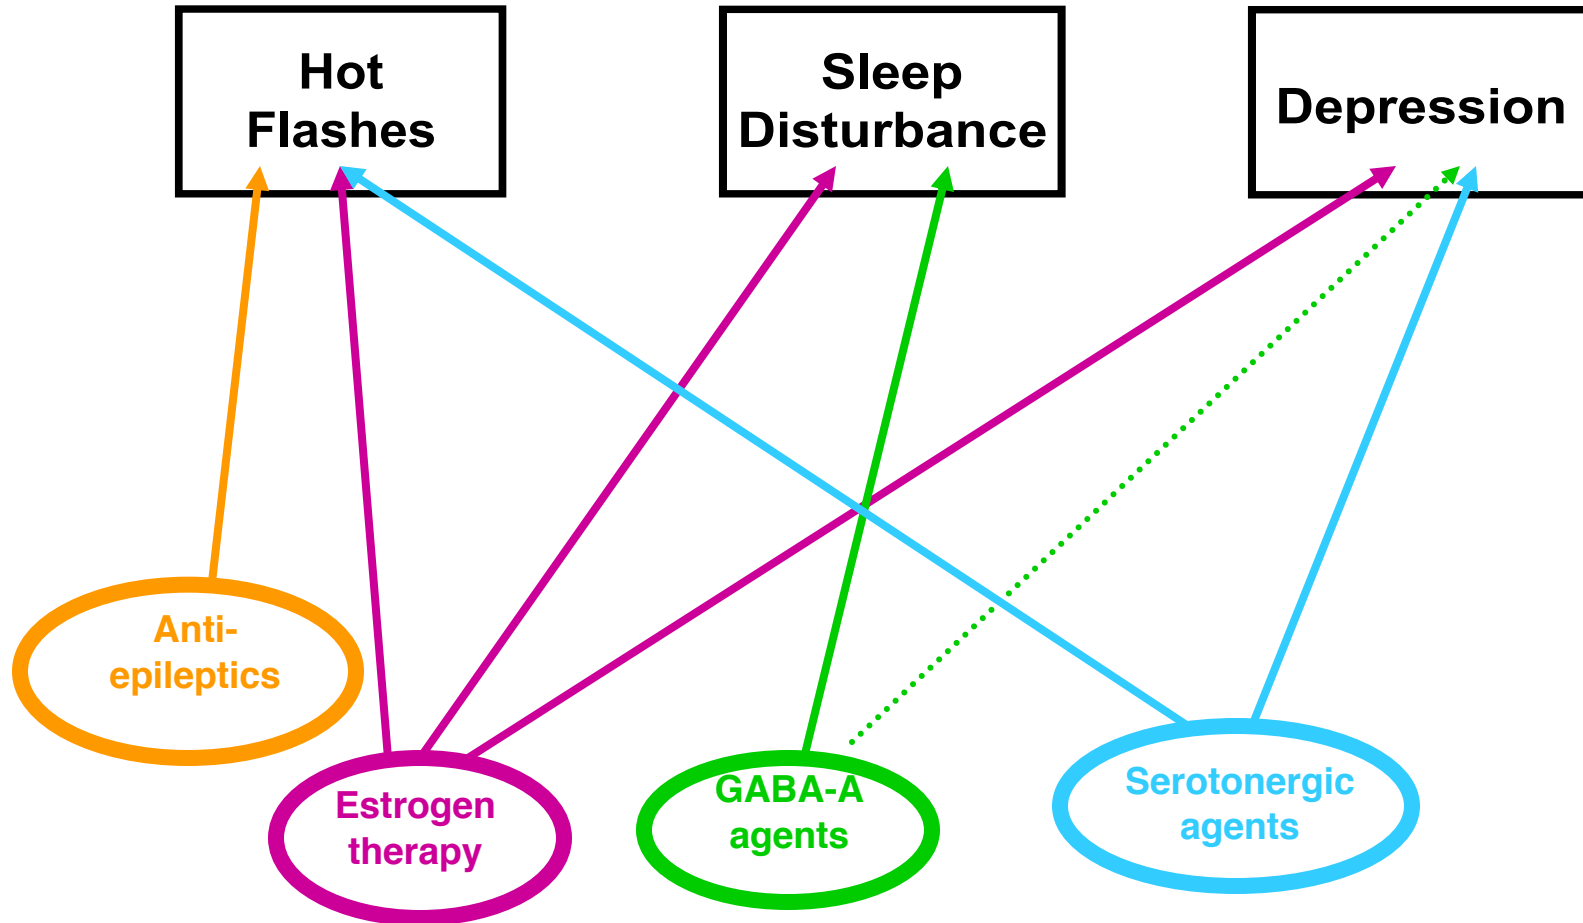 Hot
Flashes
Sleep
Disturbance
Depression
Anti-
epileptics
Estrogen
therapy
GABA-A
agents
Serotonergic
agents